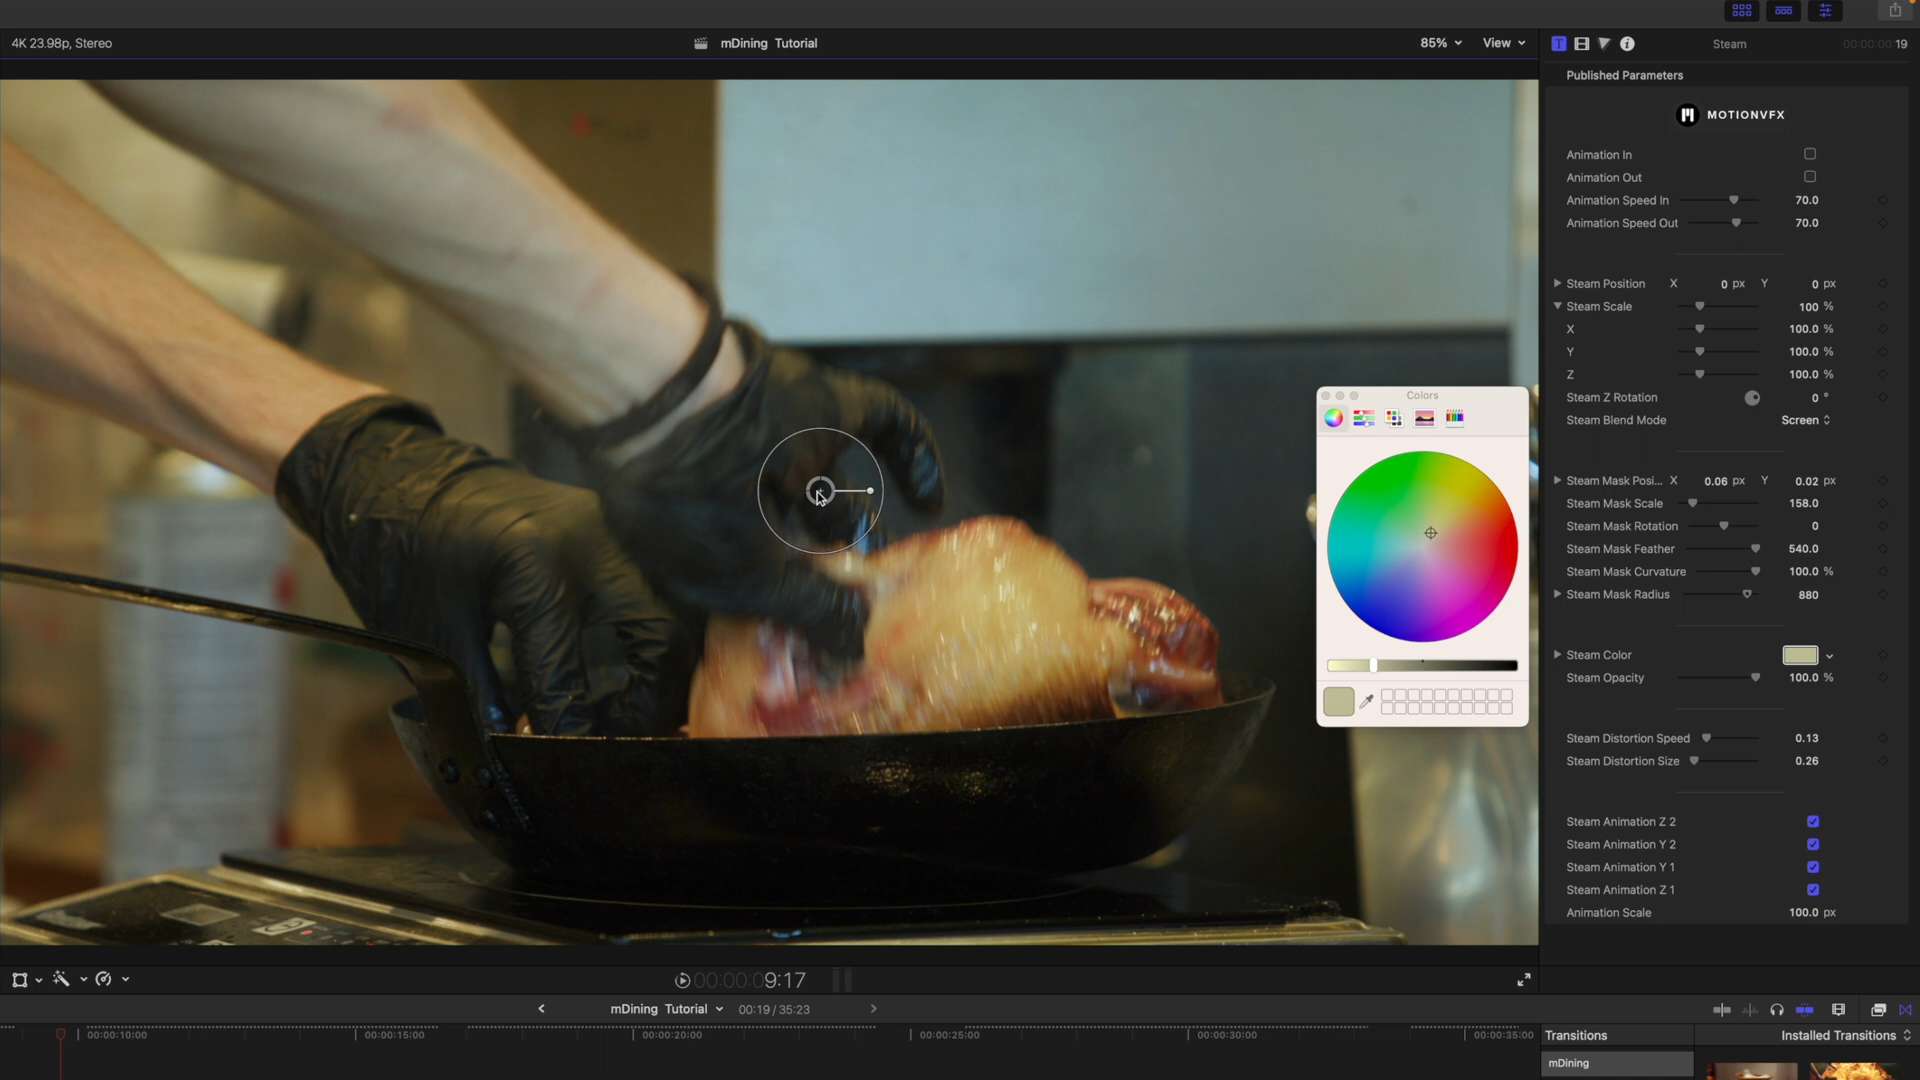 4K 23.98p, Stereo
mDining Tutorial
85%
View
Steam
00:00:00:19
Published Parameters
MOTIONVFX
Animation In
Animation Out
Animation Speed In 70.0
Animation Speed Out 70.0
Steam Position X 0 px Y 0 px
Steam Scale 100 %
X 100.0 %
Y 100.0 %
Z 100.0 %
Steam Z Rotation 0 °
Steam Blend Mode Screen
Steam Mask Posi... X 0.06 px Y 0.02 px
Steam Mask Scale 158.0
Steam Mask Rotation 0
Steam Mask Feather 540.0
Steam Mask Curvature 100.0 %
Steam Mask Radius 880
Steam Color
Steam Opacity 100.0 %
Steam Distortion Speed 0.13
Steam Distortion Size 0.26
Steam Animation Z 2
Steam Animation Y 2
Steam Animation Y 1
Steam Animation Z 1
Animation Scale 100.0 px
Colors
00:00:00:09:17
mDining Tutorial
00:19 / 35:23
00:00:10:00
00:00:15:00
00:00:20:00
00:00:25:00
00:00:30:00
00:00:35:00
Transitions
Installed Transitions
mDining